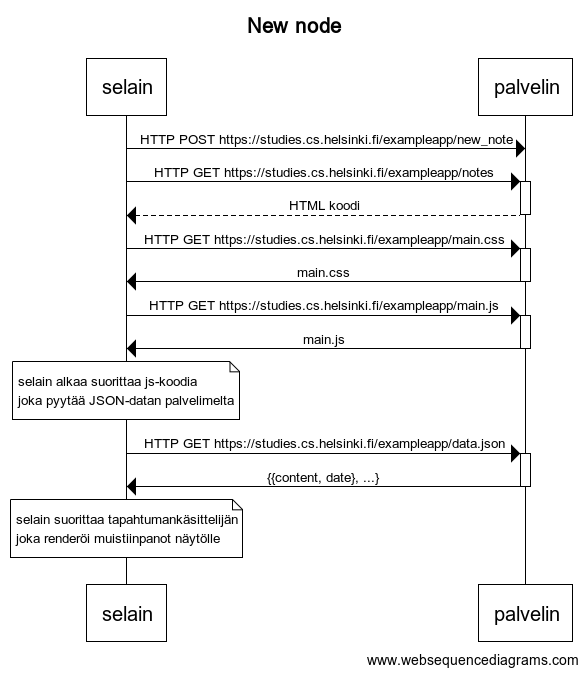 New node
selain
palvelin
HTTP POST https://studies.cs.helsinki.fi/exampleapp/new_note
HTTP GET https://studies.cs.helsinki.fi/exampleapp/notes
HTML koodi
HTTP GET https://studies.cs.helsinki.fi/exampleapp/main.css
main.css
HTTP GET https://studies.cs.helsinki.fi/exampleapp/main.js
main.js
selain alkaa suorittaa js-koodia
joka pyytää JSON-datan palvelimelta
HTTP GET https://studies.cs.helsinki.fi/exampleapp/data.json
{{content, date}, ...}
selain suorittaa tapahtumankäsittelijän
joka renderöi muistiinpanot näytölle
selain
palvelin
www.websequencediagrams.com